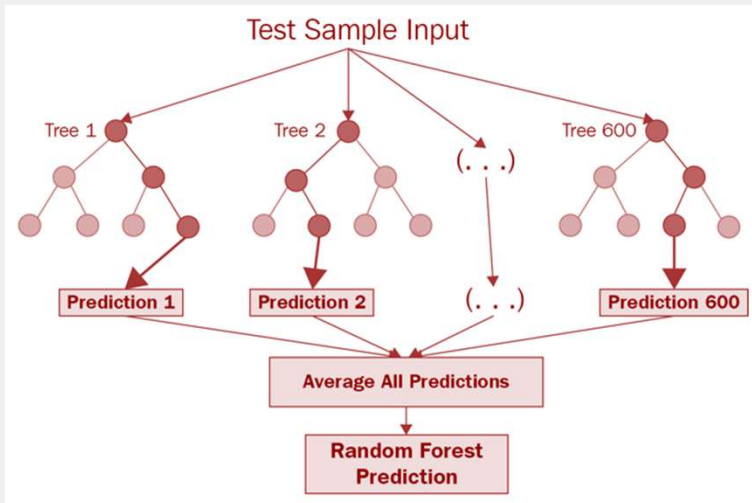 Test Sample Input
Tree 1
Tree 2
(. . .)
Tree 600
Prediction 1
Prediction 2
(. . .)
Prediction 600
Average All Predictions
Random Forest
Prediction